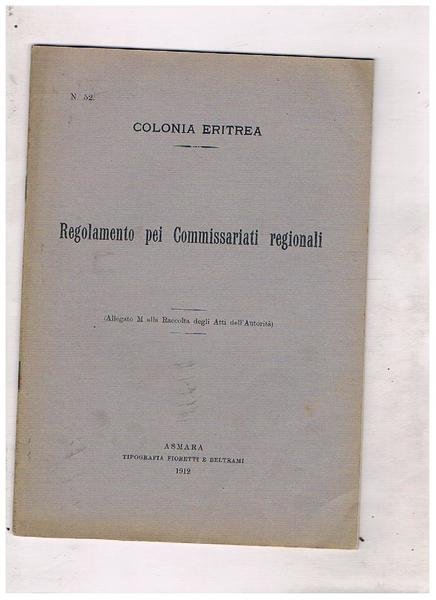 N. 52.
COLONIA ERITREA
Regolamento pei Commissariati regionali
(Allegato M alla Raccolta degli Atti dell'Autorità)
ASMARA
TIPOGRAFIA FIORETTI E BELTRAMI
1912